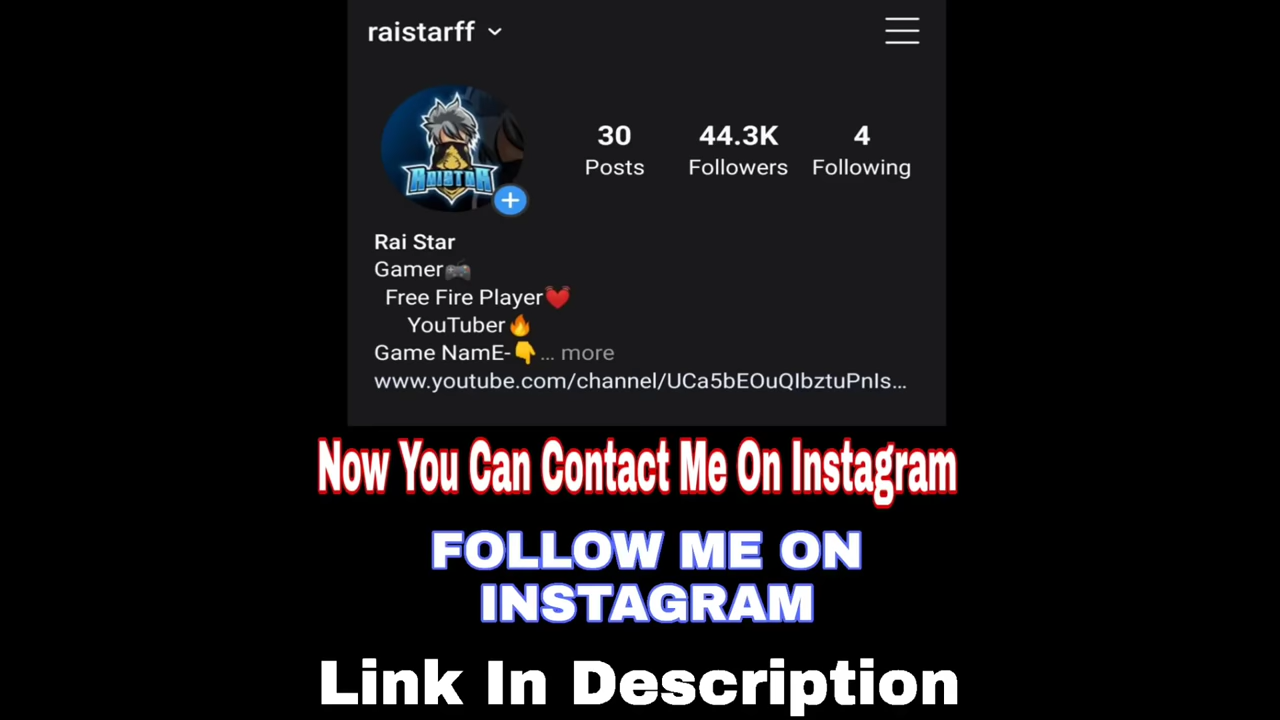 raistarff
30 44.3K 4
Posts Followers Following
RAISTAR
Rai Star
Gamer🎮
Free Fire Player💓
YouTuber🔥
Game NamE-👇... more
www.youtube.com/channel/UCa5bEOuQIbztuPnIs...
Now You Can Contact Me On Instagram
FOLLOW ME ON
INSTAGRAM
Link In Description